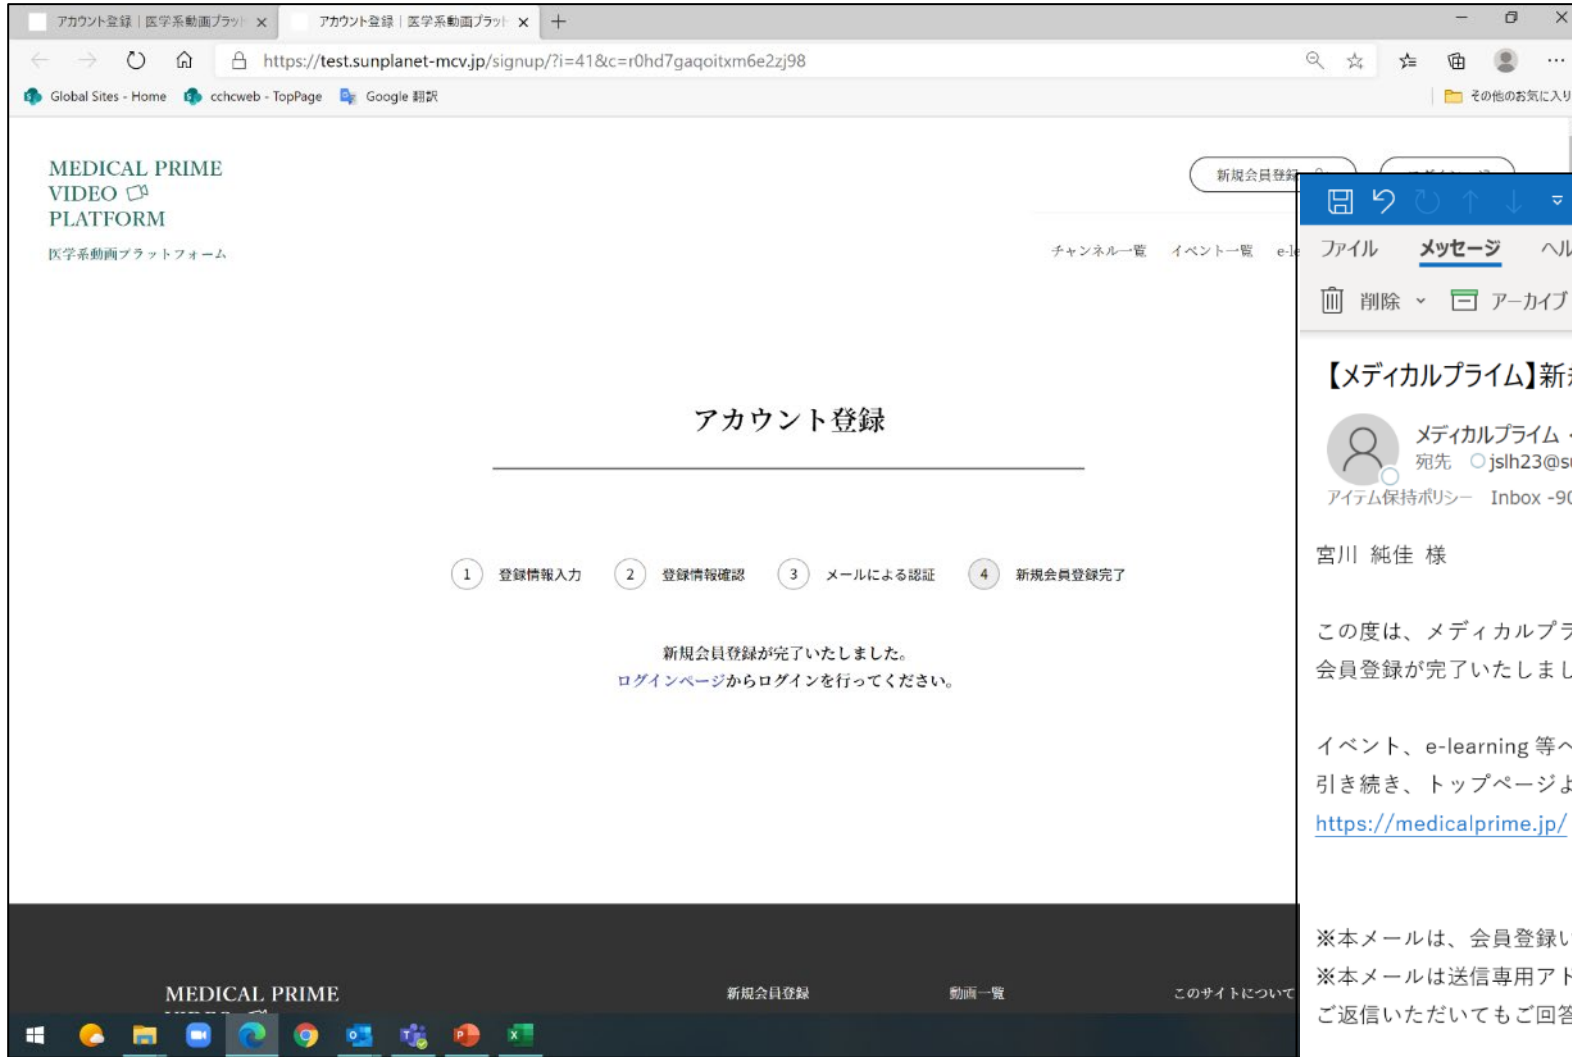 アカウント登録 | 医学系動画プラット
アカウント登録 | 医学系動画プラット
https://test.sunplanet-mcv.jp/signup/?i=41&c=r0hd7gaqoitxm6e2zj98
Global Sites - Home
cchcweb - TopPage
Google 翻訳
その他のお気に入り
MEDICAL PRIME
VIDEO
PLATFORM
医学系動画プラットフォーム
新規会員登録
チャンネル一覧
イベント一覧
e-le
アカウント登録
1 登録情報入力
2 登録情報確認
3 メールによる認証
4 新規会員登録完了
新規会員登録が完了いたしました。
ログインページからログインを行ってください。
MEDICAL PRIME
新規会員登録
動画一覧
このサイトについて
ファイル
メッセージ
ヘル
削除
アーカイブ
【メディカルプライム】新
メディカルプライム
宛先 jslh23@s
アイテム保持ポリシー Inbox -90
宮川 純佳 様
この度は、メディカルプラ
会員登録が完了いたしまし
イベント、e-learning 等へ
引き続き、トップページよ
https://medicalprime.jp/
※本メールは、会員登録い
※本メールは送信専用アド
ご返信いただいてもご回答